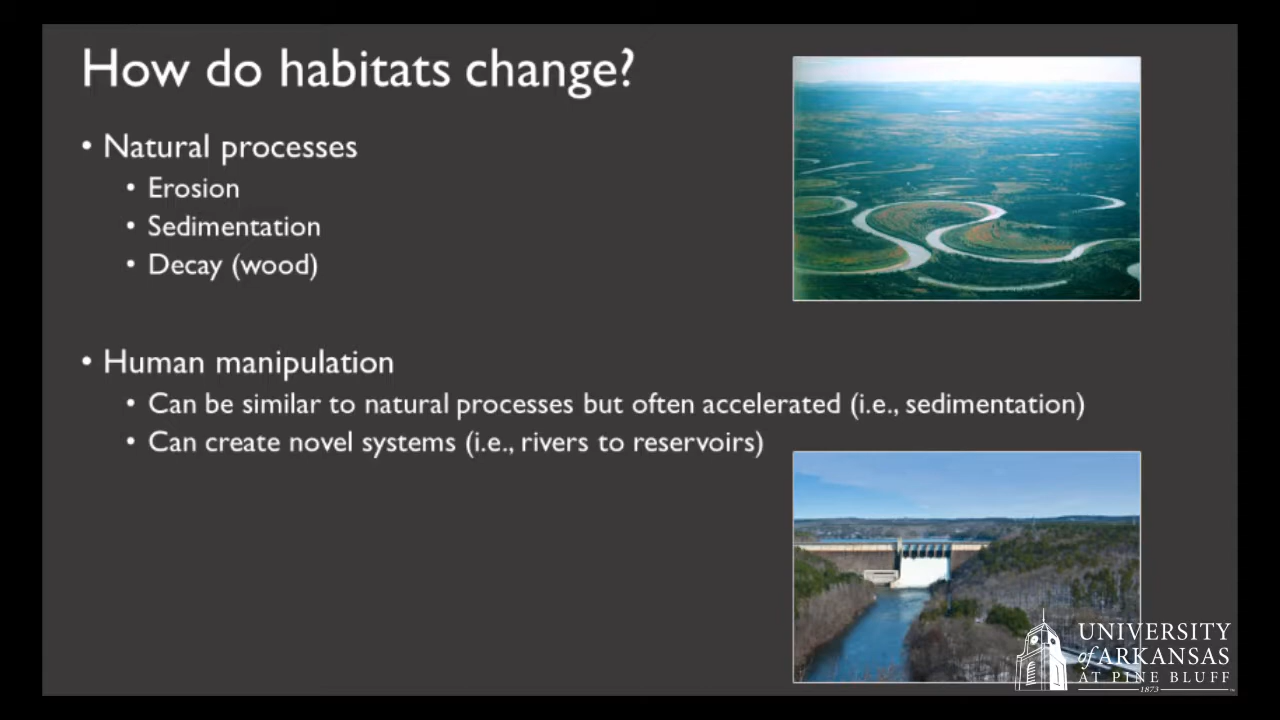 How do habitats change?
• Natural processes
• Erosion
• Sedimentation
• Decay (wood)
• Human manipulation
• Can be similar to natural processes but often accelerated (i.e., sedimentation)
• Can create novel systems (i.e., rivers to reservoirs)
UNIVERSITY
of ARKANSAS
AT PINE BLUFF
1873